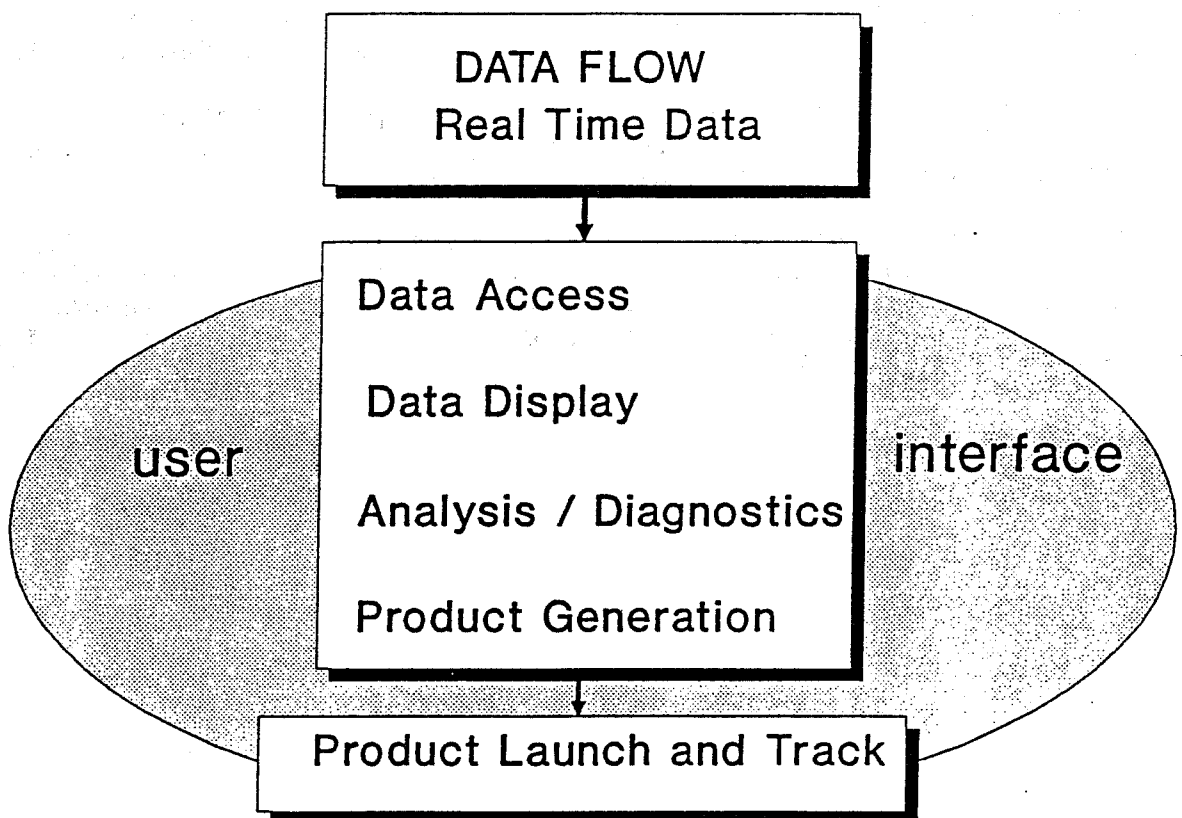 DATA FLOW
Real Time Data
Data Access
Data Display
user
interface
Analysis / Diagnostics
Product Generation
Product Launch and Track